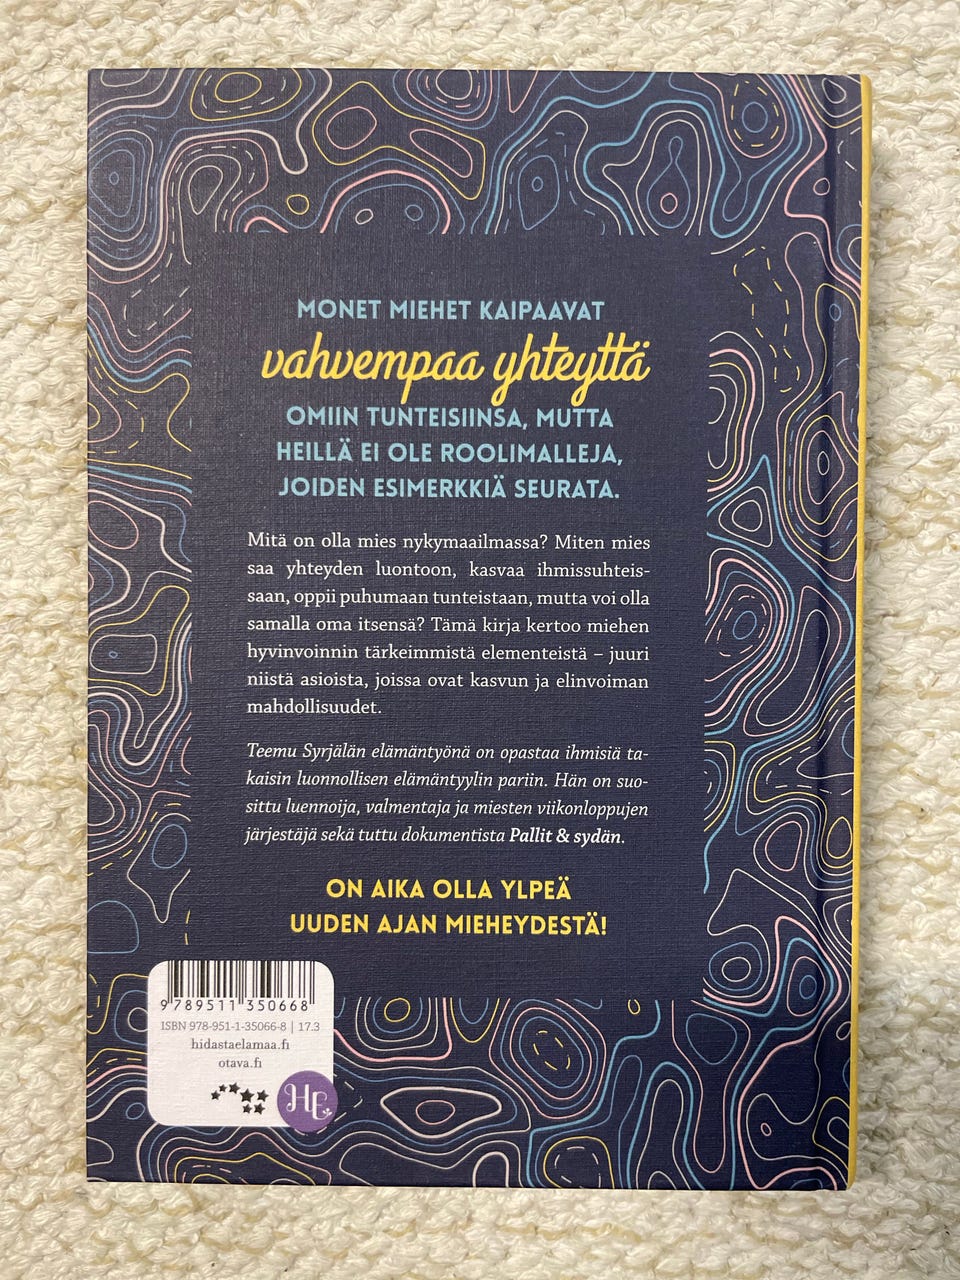 MONET MIEHET KAIPAAVAT
vahvempaa yhteyttä
OMIIN TUNTEISIINSA, MUTTA
HEILLÄ EI OLE ROOLIMALLEJA,
JOIDEN ESIMERKKIÄ SEURATA.
Mitä on olla mies nykymaailmassa? Miten mies
saa yhteyden luontoon, kasvaa ihmissuhteis-
saan, oppii puhumaan tunteistaan, mutta voi olla
samalla oma itsensä? Tämä kirja kertoo miehen
hyvinvoinnin tärkeimmistä elementeistä – juuri
niistä asioista, joissa ovat kasvun ja elinvoiman
mahdollisuudet.
Teemu Syrjälän elämäntyönä on opastaa ihmisiä ta-
kaisin luonnollisen elämäntyylin pariin. Hän on suo-
sittu luennoija, valmentaja ja miesten viikonloppujen
järjestäjä sekä tuttu dokumentista Pallit & sydän.
ON AIKA OLLA YLPEÄ
UUDEN AJAN MIEHEYDESTÄ!
9 789511 350668
ISBN 978-951-1-35066-8 | 17.3
hidastaelamaa.fi
otava.fi
HE